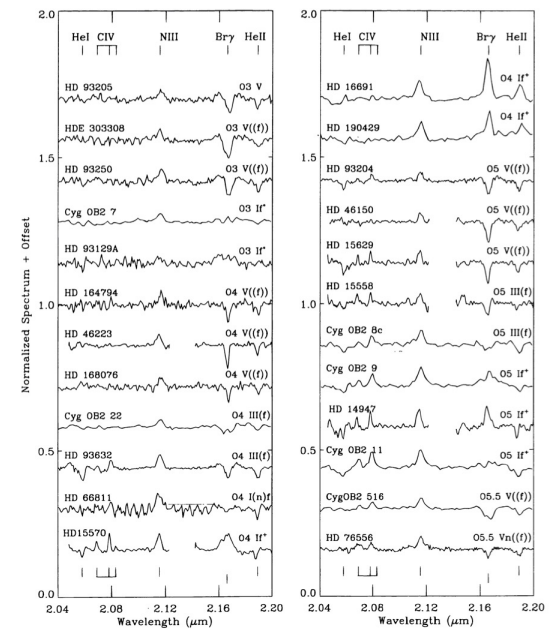 2.0
HeI CIV NIII Brγ HeII
HD 93205 O3 V
HDE 303308 O3 V((f))
1.5
HD 93250 O3 V((f))
Cyg OB2 7 O3 If⁺
HD 93129A O3 If⁺
HD 164794 O4 V((f))
1.0
HD 46223 O4 V((f))
HD 168076 O4 V((f))
Cyg OB2 22 O4 III(f)
0.5
HD 93632 O4 III(f)
HD 66811 O4 I(n)f
HD15570 O4 If⁺
0.0
2.04 2.08 2.12 2.16 2.20
Wavelength (μm)
Normalized Spectrum + Offset
2.0
HeI CIV NIII Brγ HeII
HD 16691 O4 If⁺
HD 190429 O4 If⁺
1.5
HD 93204 O5 V((f))
HD 46150 O5 V((f))
HD 15629 O5 V((f))
HD 15558 O5 III(f)
1.0
Cyg OB2 8c O5 III(f)
Cyg OB2 9 O5 If⁺
HD 14947 O5 If⁺
0.5
Cyg OB2 11 O5 If⁺
CygOB2 516 O5.5 V((f))
HD 76556 O5.5 Vn((f))
0.0
2.04 2.08 2.12 2.16 2.20
Wavelength (μm)